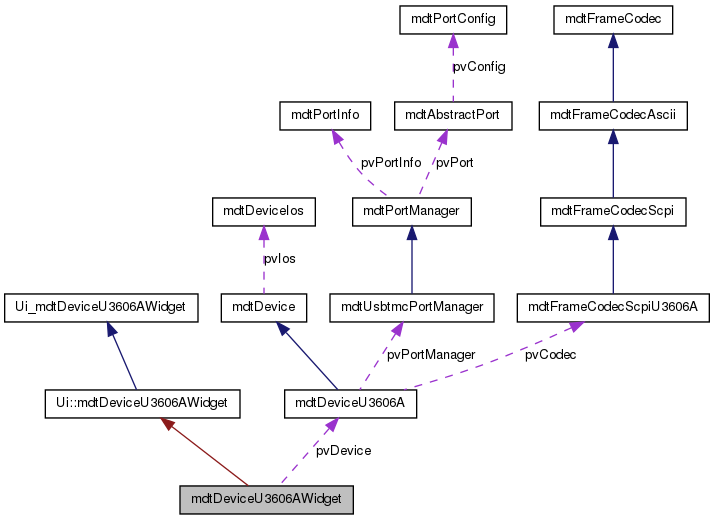 mdtPortConfig
mdtFrameCodec
pvConfig
mdtPortInfo
mdtAbstractPort
mdtFrameCodecAscii
pvPortInfo
pvPort
mdtDeviceIos
mdtPortManager
mdtFrameCodecScpi
pvIos
Ui_mdtDeviceU3606AWidget
mdtDevice
mdtUsbtmcPortManager
mdtFrameCodecScpiU3606A
pvPortManager
pvCodec
Ui::mdtDeviceU3606AWidget
mdtDeviceU3606A
pvDevice
mdtDeviceU3606AWidget